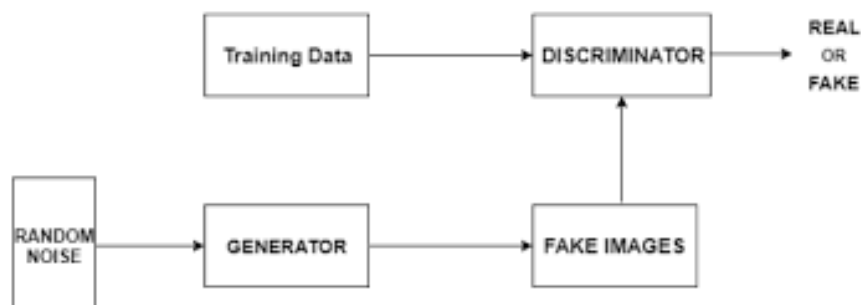 Training Data
DISCRIMINATOR
REAL
OR
FAKE
RANDOM
NOISE
GENERATOR
FAKE IMAGES